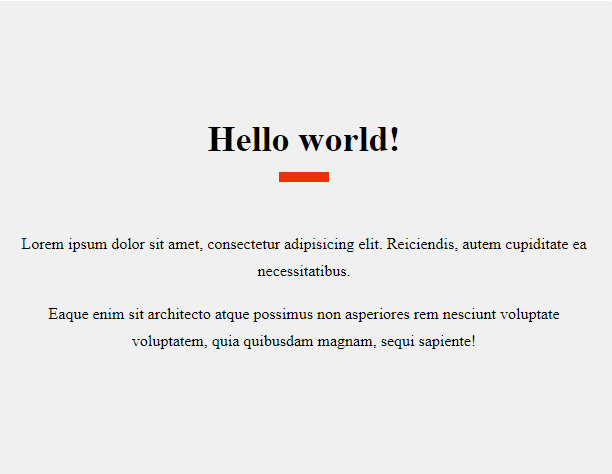 Hello world!
Lorem ipsum dolor sit amet, consectetur adipisicing elit. Reiciendis, autem cupiditate ea
necessitatibus.
Eaque enim sit architecto atque possimus non asperiores rem nesciunt voluptate
voluptatem, quia quibusdam magnam, sequi sapiente!